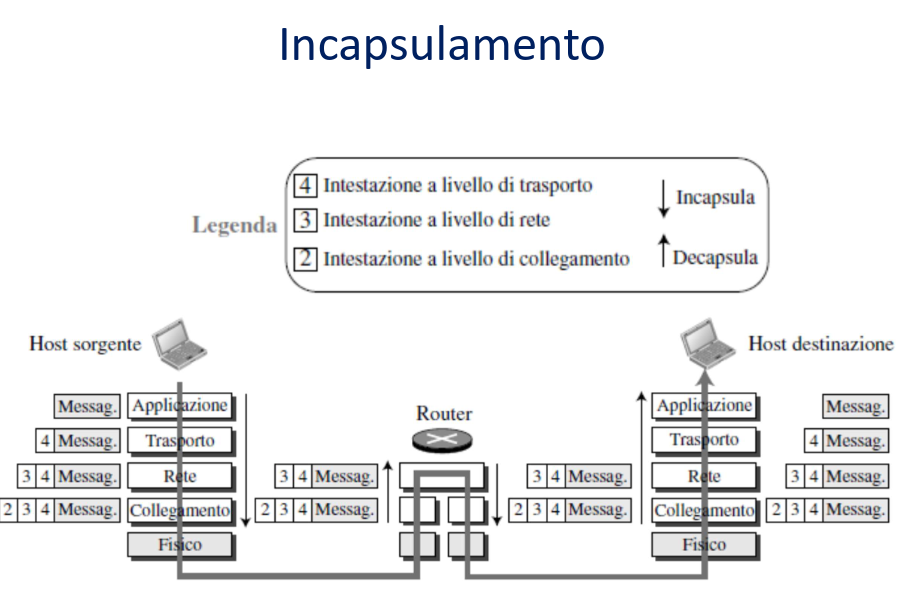 Incapsulamento
4 Intestazione a livello di trasporto
Incapsula
Legenda
3 Intestazione a livello di rete
2 Intestazione a livello di collegamento
Decapsula
Host sorgente
Host destinazione
Router
Messag. Applicazione
Applicazione Messag.
4 Messag. Trasporto
Trasporto 4 Messag.
3 4 Messag. Rete
3 4 Messag.
3 4 Messag.
Rete 3 4 Messag.
2 3 4 Messag. Collegamento
2 3 4 Messag.
2 3 4 Messag.
Collegamento 2 3 4 Messag.
Fisico
Fisico